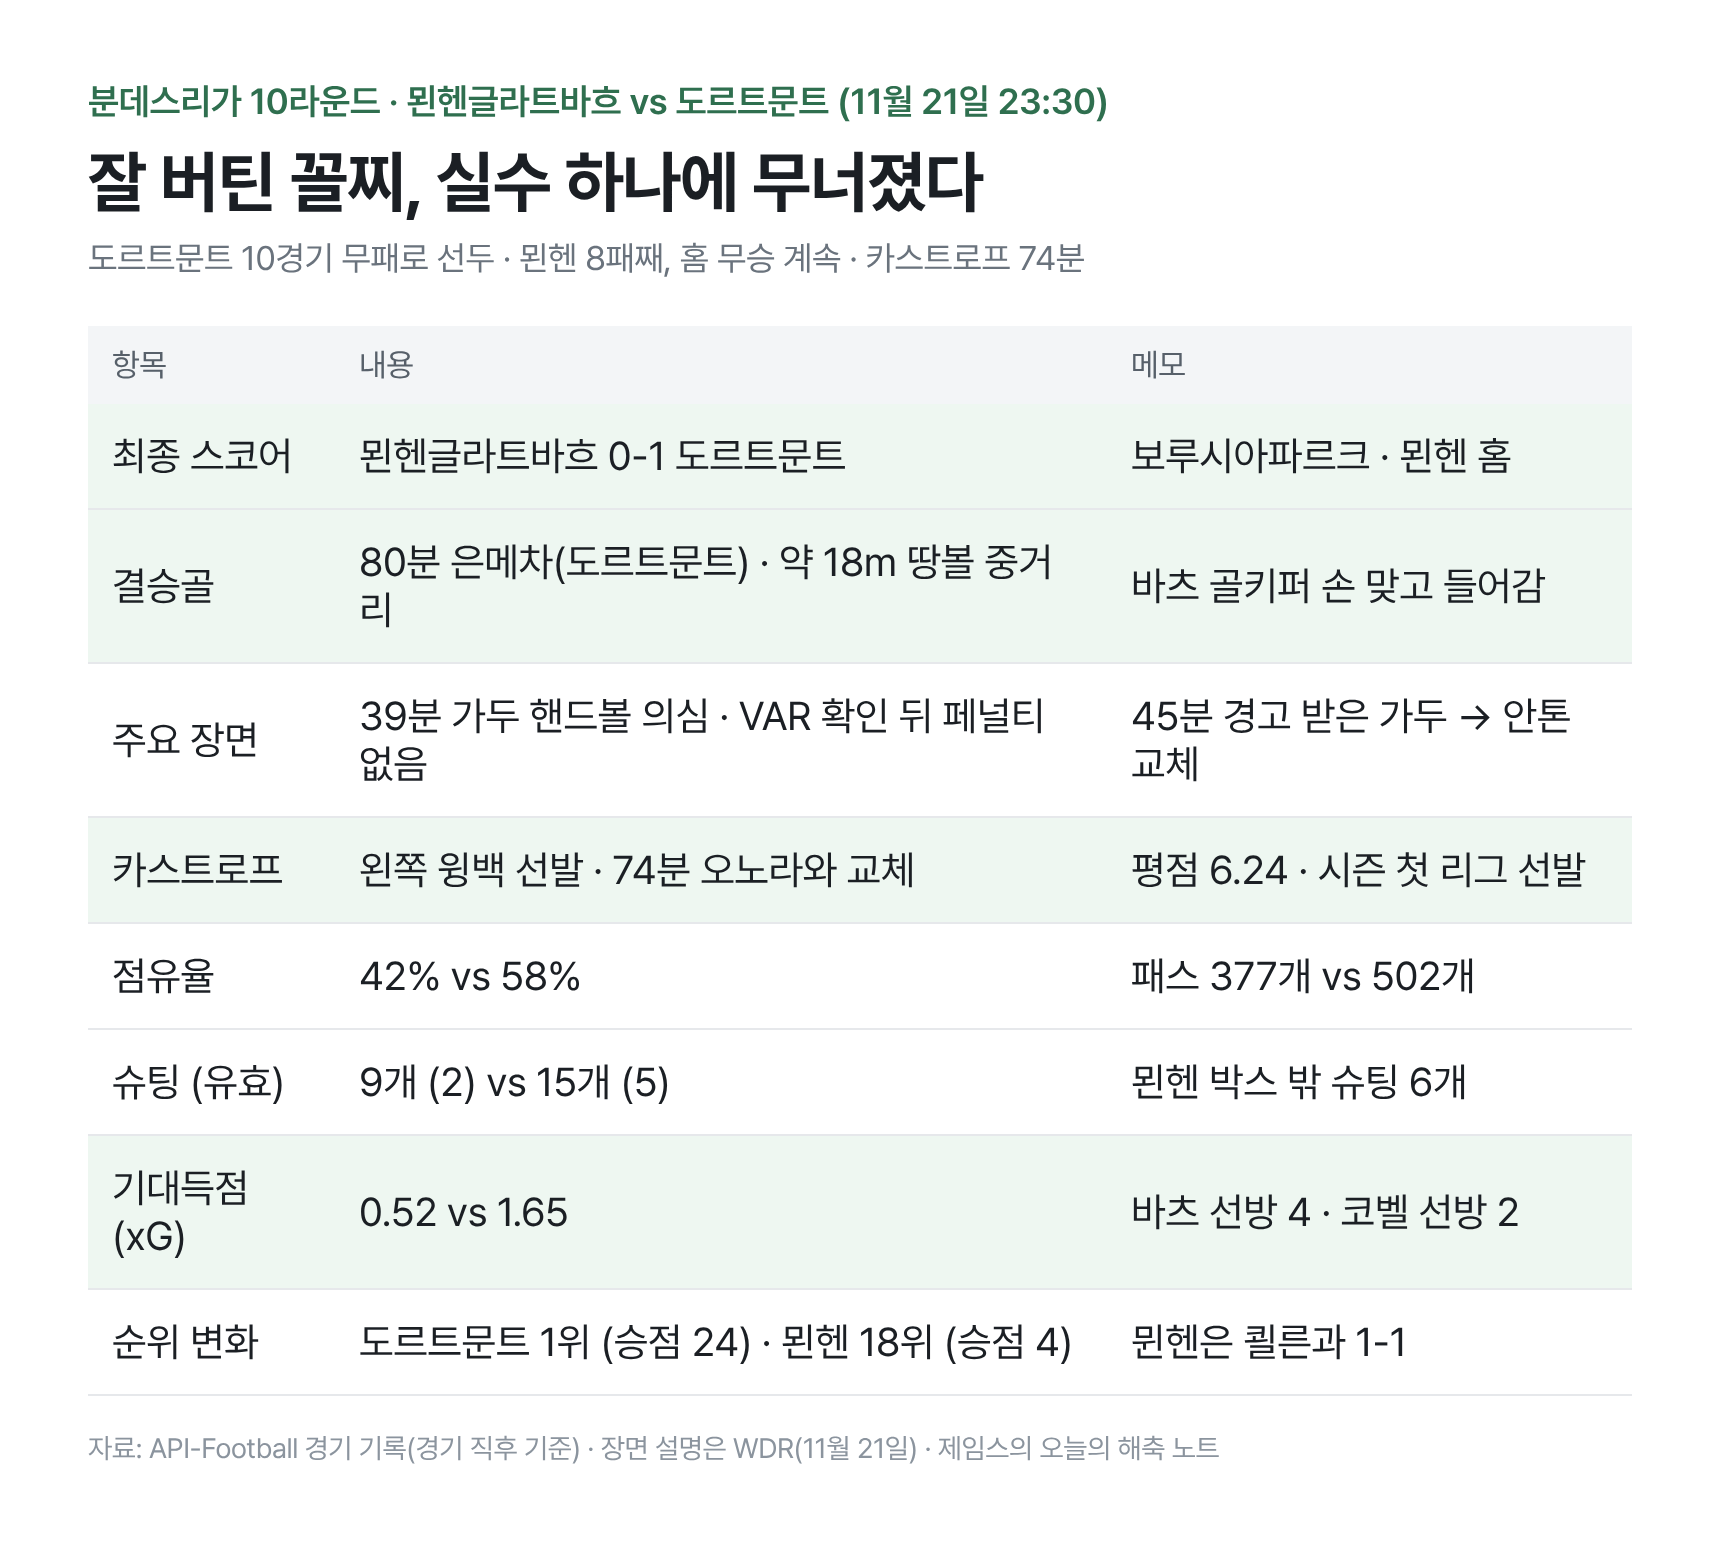 분데스리가 10라운드 · 묀헨글라트바흐 vs 도르트문트 (11월 21일 23:30)
잘 버틴 꼴찌, 실수 하나에 무너졌다
도르트문트 10경기 무패로 선두 · 묀헨 8패째, 홈 무승 계속 · 카스트로프 74분
항목 내용 메모
최종 스코어 묀헨글라트바흐 0-1 도르트문트 보루시아파르크 · 묀헨 홈
결승골 80분 은메차(도르트문트) · 약 18m 땅볼 중거
리
바츠 골키퍼 손 맞고 들어감
주요 장면 39분 가두 핸드볼 의심 · VAR 확인 뒤 페널티
없음
45분 경고 받은 가두 → 안톤
교체
카스트로프 왼쪽 윙백 선발 · 74분 오노라와 교체 평점 6.24 · 시즌 첫 리그 선발
점유율 42% vs 58% 패스 377개 vs 502개
슈팅 (유효) 9개 (2) vs 15개 (5) 묀헨 박스 밖 슈팅 6개
기대득점
(xG)
0.52 vs 1.65 바츠 선방 4 · 코벨 선방 2
순위 변화 도르트문트 1위 (승점 24) · 묀헨 18위 (승점 4) 뮌헨은 쾰른과 1-1
자료: API-Football 경기 기록(경기 직후 기준) · 장면 설명은 WDR(11월 21일) · 제임스의 오늘의 해축 노트